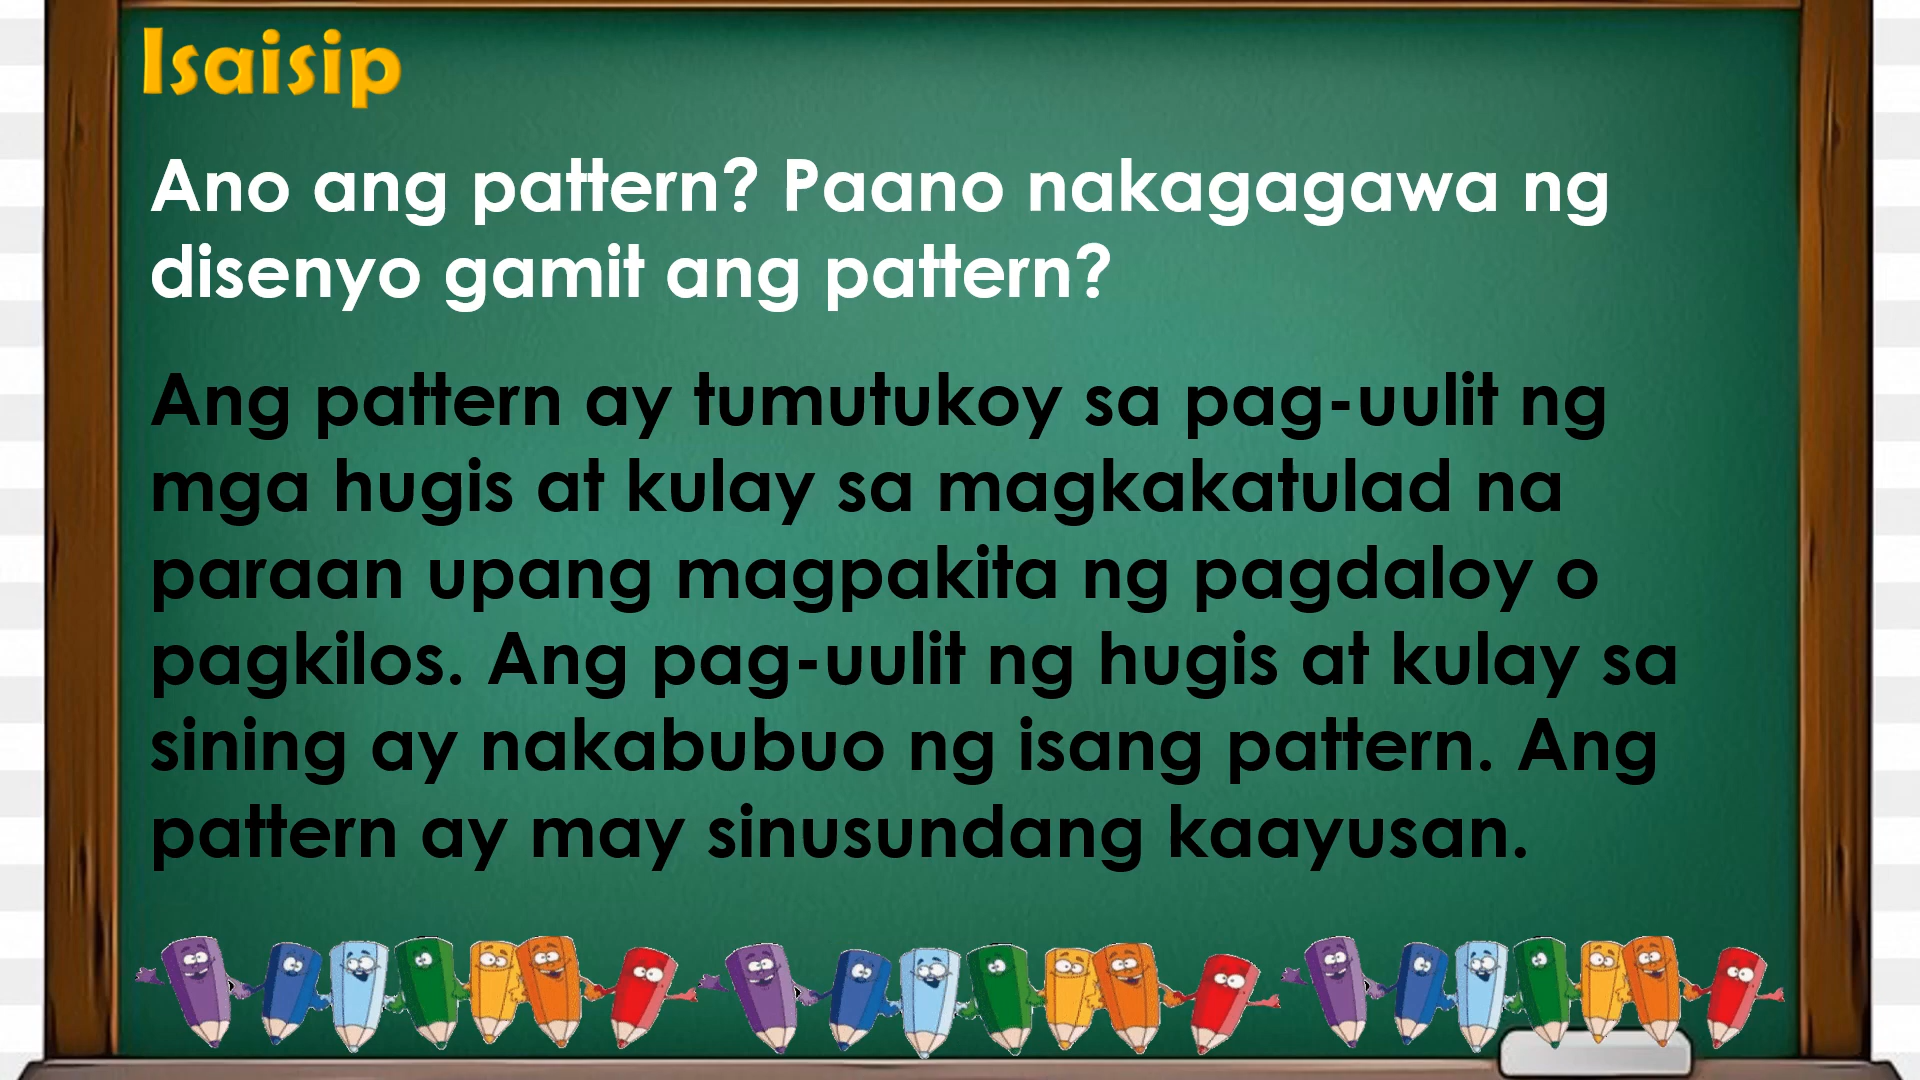 Isaisip
Ano ang pattern? Paano nakagagawa ng
disenyo gamit ang pattern?
Ang pattern ay tumutukoy sa pag-uulit ng
mga hugis at kulay sa magkakatulad na
paraan upang magpakita ng pagdaloy o
pagkilos. Ang pag-uulit ng hugis at kulay sa
sining ay nakabubuo ng isang pattern. Ang
pattern ay may sinusundang kaayusan.